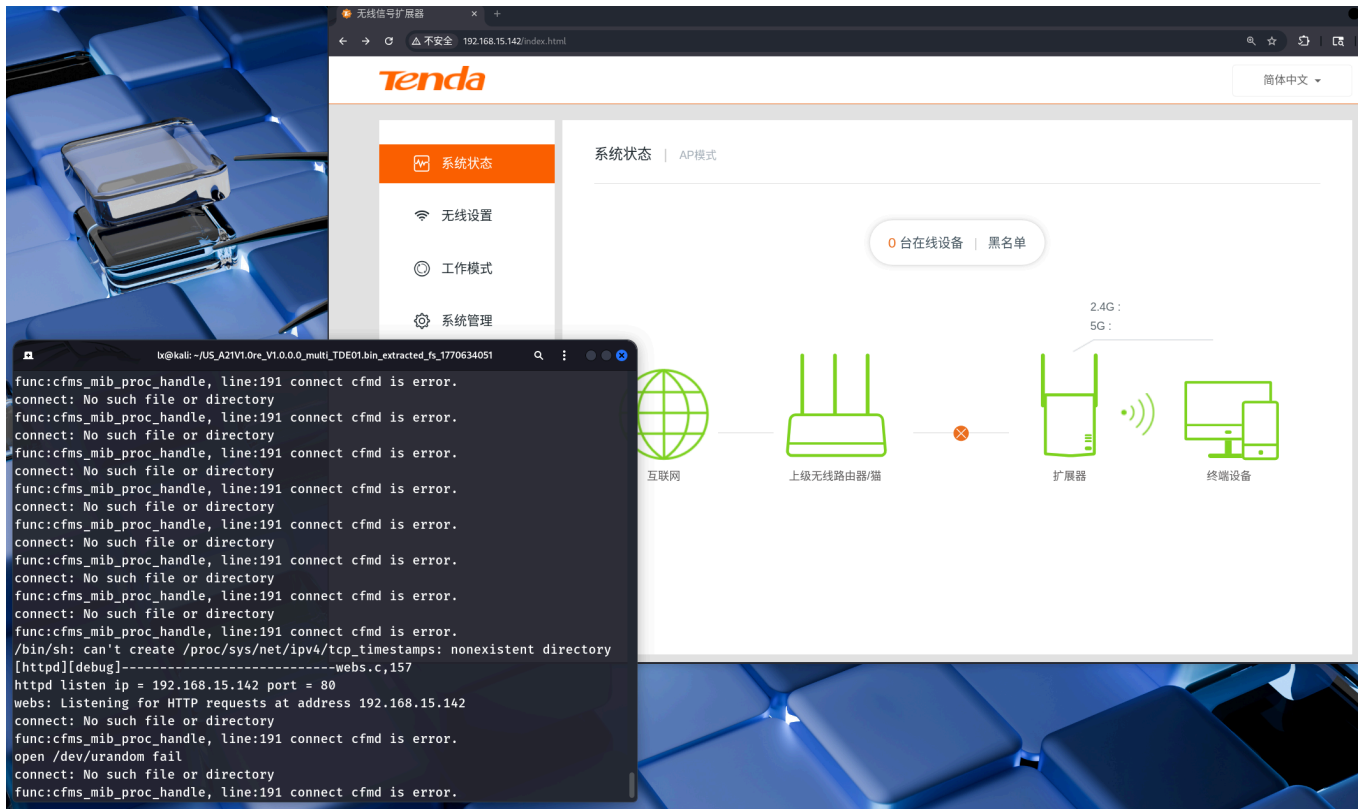 无线信号扩展器
不安全 192.168.15.142/index.html
Tenda
简体中文
系统状态
无线设置
工作模式
系统管理
系统状态 | AP模式
0 台在线设备 | 黑名单
2.4G :
5G :
互联网
上级无线路由器/猫
扩展器
终端设备
lx@kali: ~/US_A21V1.0re_V1.0.0.0_multi_TDE01.bin_extracted_fs_1770634051
func:cfms_mib_proc_handle, line:191 connect cfmd is error.
connect: No such file or directory
func:cfms_mib_proc_handle, line:191 connect cfmd is error.
connect: No such file or directory
func:cfms_mib_proc_handle, line:191 connect cfmd is error.
connect: No such file or directory
func:cfms_mib_proc_handle, line:191 connect cfmd is error.
connect: No such file or directory
func:cfms_mib_proc_handle, line:191 connect cfmd is error.
connect: No such file or directory
func:cfms_mib_proc_handle, line:191 connect cfmd is error.
connect: No such file or directory
func:cfms_mib_proc_handle, line:191 connect cfmd is error.
connect: No such file or directory
func:cfms_mib_proc_handle, line:191 connect cfmd is error.
/bin/sh: can't create /proc/sys/net/ipv4/tcp_timestamps: nonexistent directory
[httpd][debug]----------------------------webs.c,157
httpd listen ip = 192.168.15.142 port = 80
webs: Listening for HTTP requests at address 192.168.15.142
connect: No such file or directory
func:cfms_mib_proc_handle, line:191 connect cfmd is error.
open /dev/urandom fail
connect: No such file or directory
func:cfms_mib_proc_handle, line:191 connect cfmd is error.